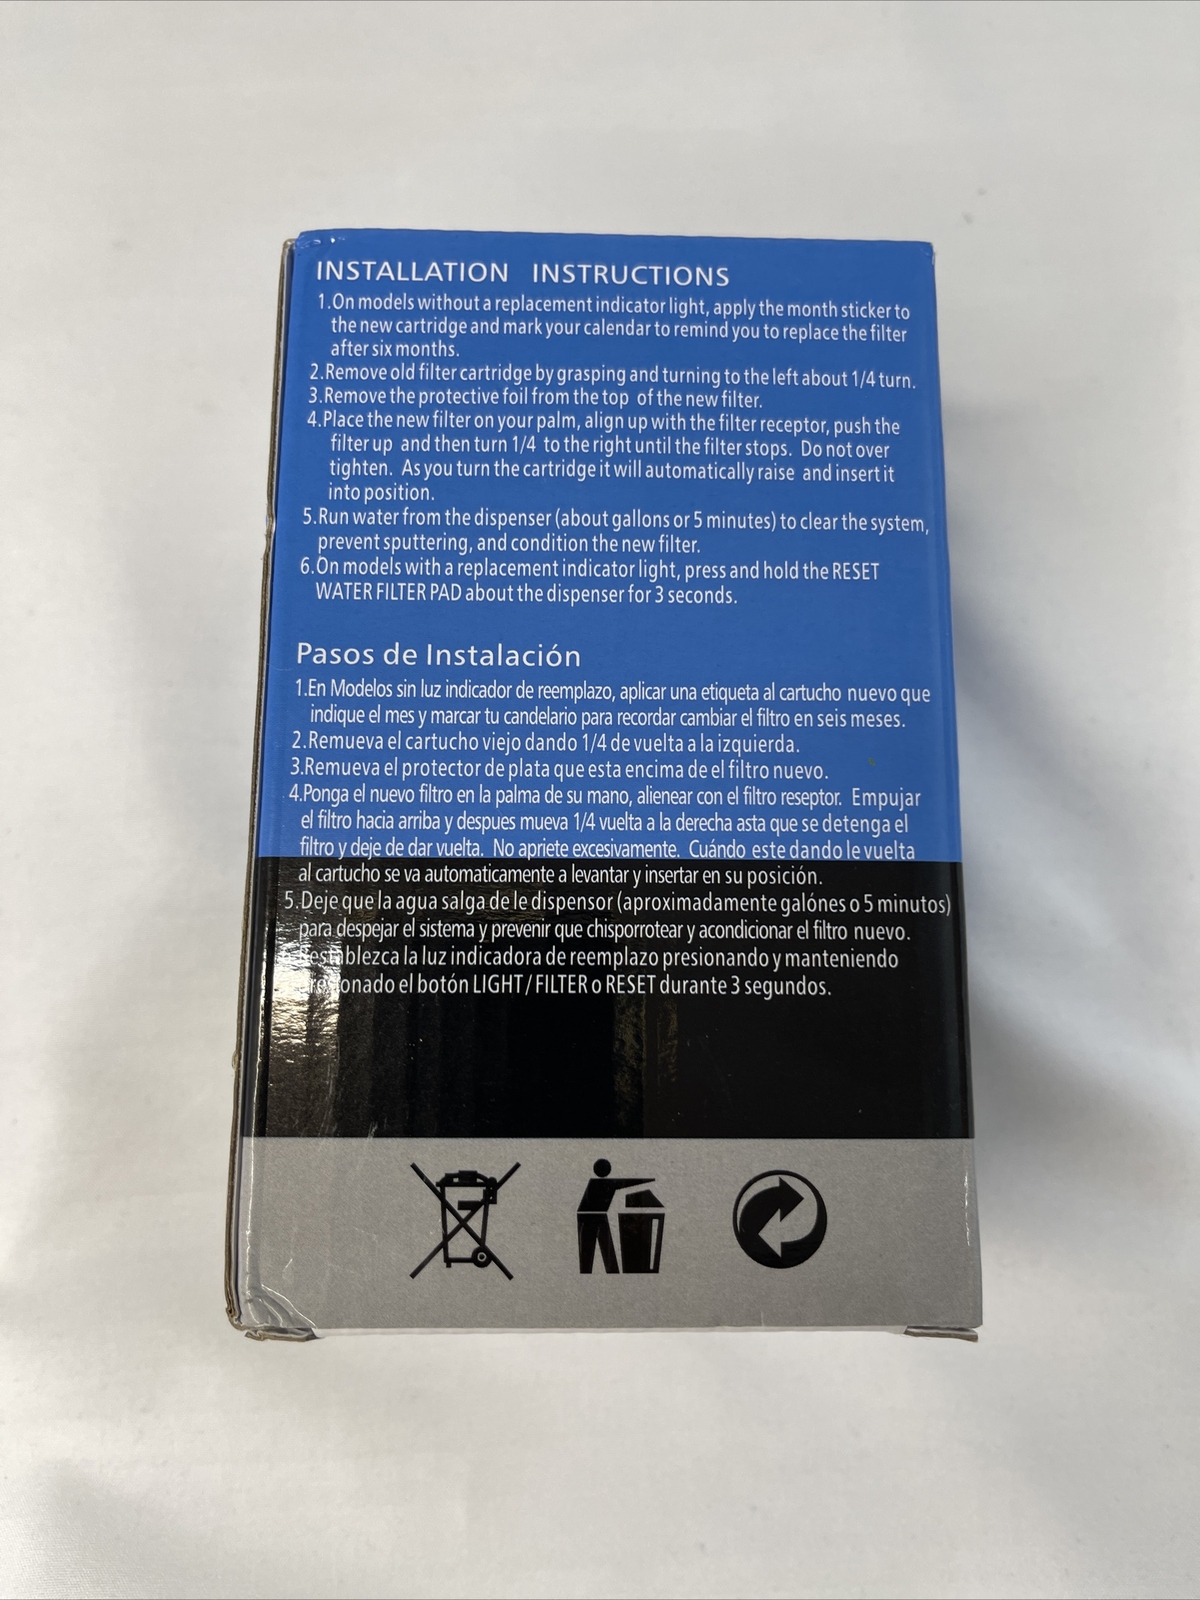 INSTALLATION INSTRUCTIONS
1.On models without a replacement indicator light, apply the month sticker to
the new cartridge and mark your calendar to remind you to replace the filter
after six months.
2.Remove old filter cartridge by grasping and turning to the left about 1/4 turn.
3.Remove the protective foil from the top of the new filter.
4.Place the new filter on your palm, align up with the filter receptor, push the
filter up and then turn 1/4 to the right until the filter stops. Do not over
tighten. As you turn the cartridge it will automatically raise and insert it
into position.
5.Run water from the dispenser (about gallons or 5 minutes) to clear the system,
prevent sputtering, and condition the new filter.
6.On models with a replacement indicator light, press and hold the RESET
WATER FILTER PAD about the dispenser for 3 seconds.
Pasos de Instalación
1.En Modelos sin luz indicador de reemplazo, aplicar una etiqueta al cartucho nuevo que
indique el mes y marcar tu candelario para recordar cambiar el filtro en seis meses.
2.Remueva el cartucho viejo dando 1/4 de vuelta a la izquierda.
3.Remueva el protector de plata que esta encima de el filtro nuevo.
4.Ponga el nuevo filtro en la palma de su mano, alienear con el filtro reseptor. Empujar
el filtro hacia arriba y despues mueva 1/4 vuelta a la derecha asta que se detenga el
filtro y deje de dar vuelta. No apriete excesivamente. Cuándo este dando le vuelta
al cartucho se va automaticamente a levantar y insertar en su posición.
5.Deje que la agua salga de le dispensor (aproximadamente galónes o 5 minutos)
para despejar el sistema y prevenir que chisporrotear y acondicionar el filtro nuevo.
la luz indicadora de reemplazo presionando y manteniendo
el botón LIGHT/FILTER o RESET durante 3 segundos.